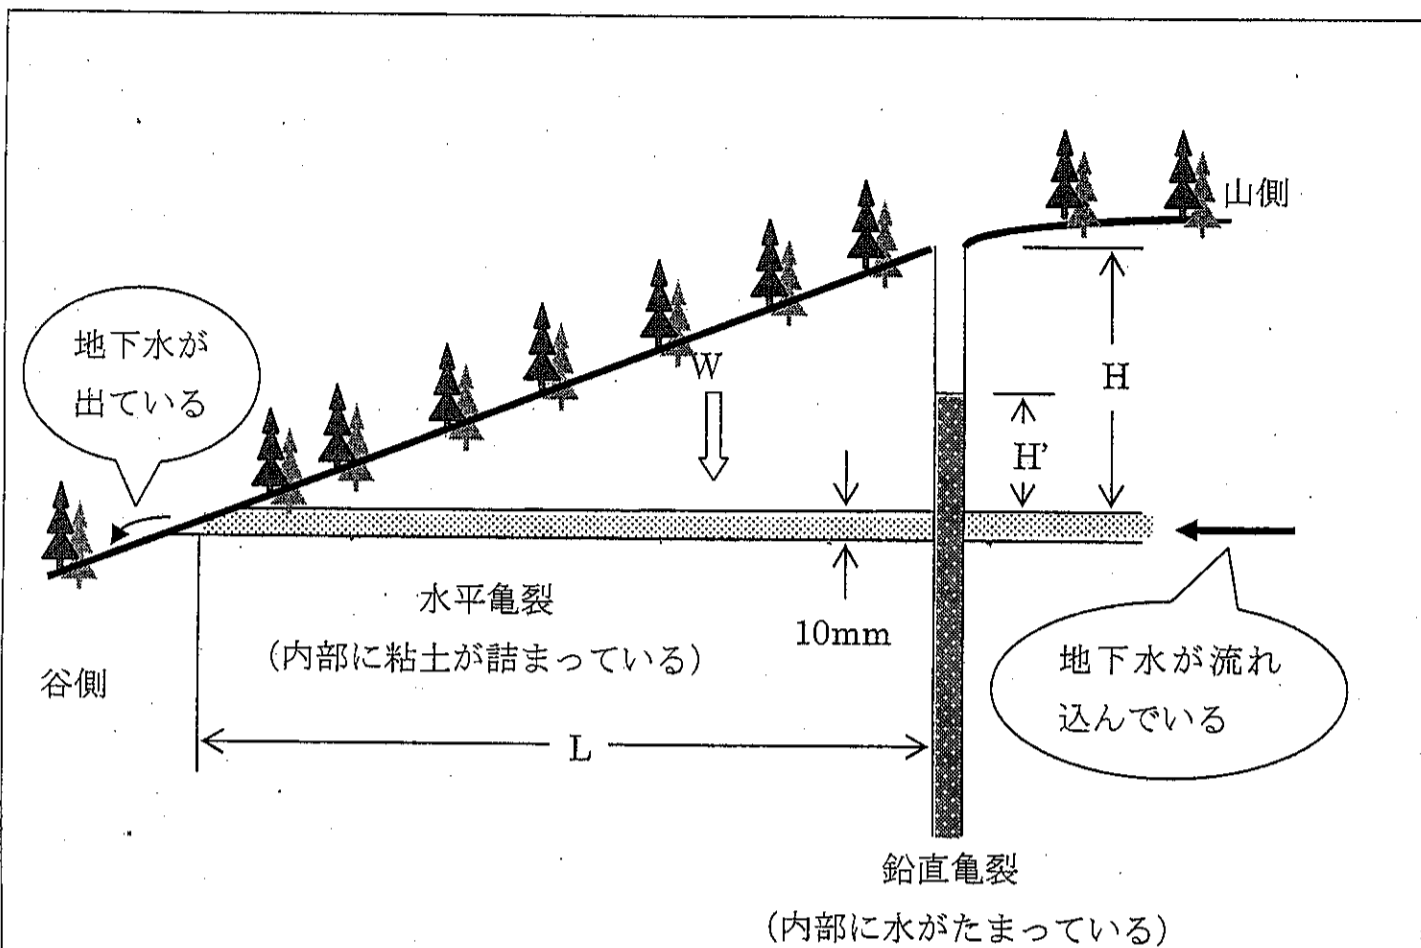 山側
地下水が
出ている
W
H
H'
水平亀裂
(内部に粘土が詰まっている)
10mm
谷側
地下水が流れ
込んでいる
L
鉛直亀裂
(内部に水がたまっている)